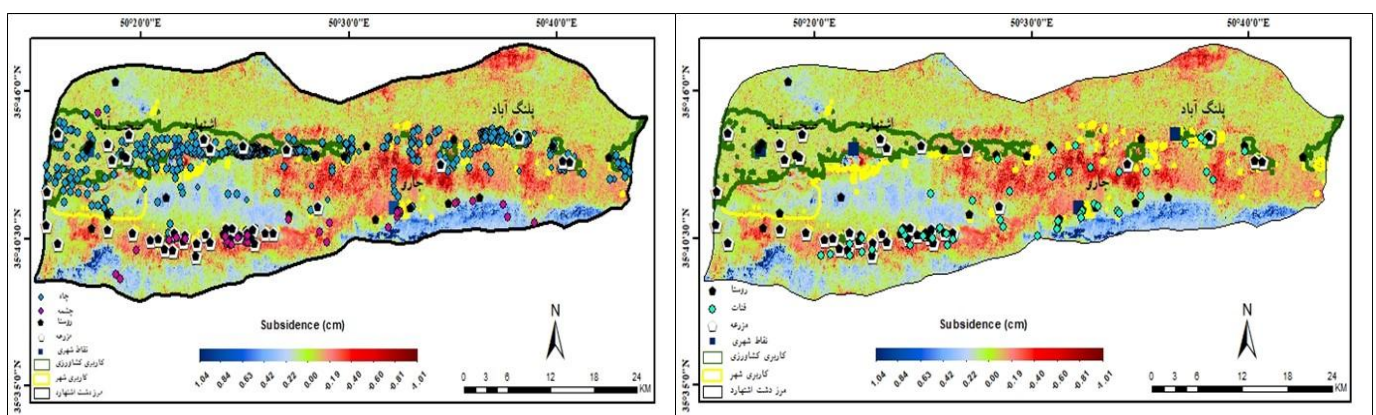 50°20'0"E 50°30'0"E 50°40'0"E
35°46'0"N
35°40'30"N
35°5'0"N
پلنگ آباد
اشتهارد
جارو
چاه
چشمه
روستا
مزرعه
نقاط شهری
کاربری کشاورزی
کاربری شهر
مرز دشت اشتهارد
Subsidence (cm)
1.04 0.84 0.63 0.42 0.22 0.00 -0.19 -0.40 -0.60 -0.81 -1.01
N
0 3 6 12 18 24
KM
50°20'0"E 50°30'0"E 50°40'0"E
35°46'0"N
35°40'30"N
35°5'0"N
پلنگ آباد
اشتهارد
جارو
روستا
قنات
مزرعه
نقاط شهری
کاربری کشاورزی
کاربری شهر
مرز دشت اشتهارد
Subsidence (cm)
1.04 0.84 0.63 0.42 0.22 0.00 -0.19 -0.40 -0.60 -0.81 -1.01
N
0 3 6 12 18 24
KM